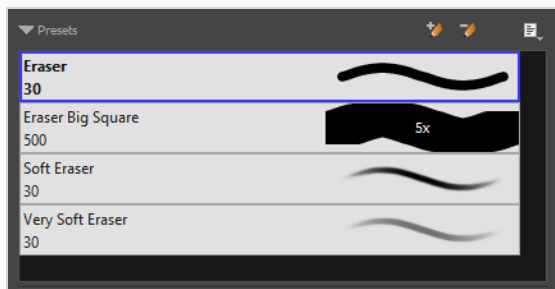 Presets
Eraser
30
Eraser Big Square
500
5x
Soft Eraser
30
Very Soft Eraser
30